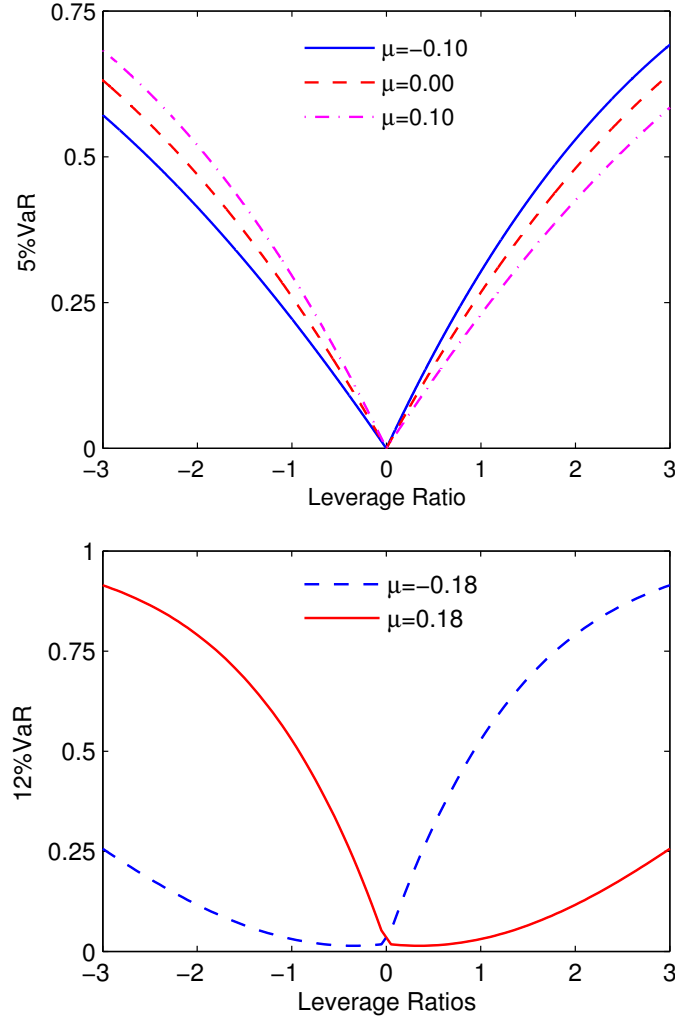 0.75
0.5
0.25
0
5%VaR
μ=−0.10
μ=0.00
μ=0.10
−3 −2 −1 0 1 2 3
Leverage Ratio
1
0.75
0.5
0.25
0
12%VaR
μ=−0.18
μ=0.18
−3 −2 −1 0 1 2 3
Leverage Ratios